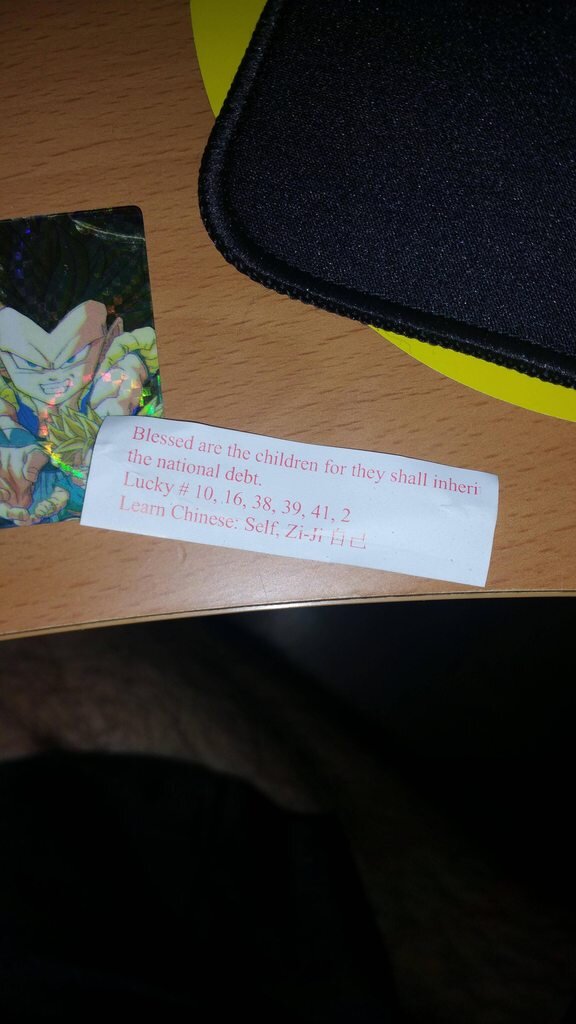 Blessed are the children for they shall inheri
the national debt.
Lucky # 10, 16, 38, 39, 41, 2
Learn Chinese: Self, Zi-Ji 自己